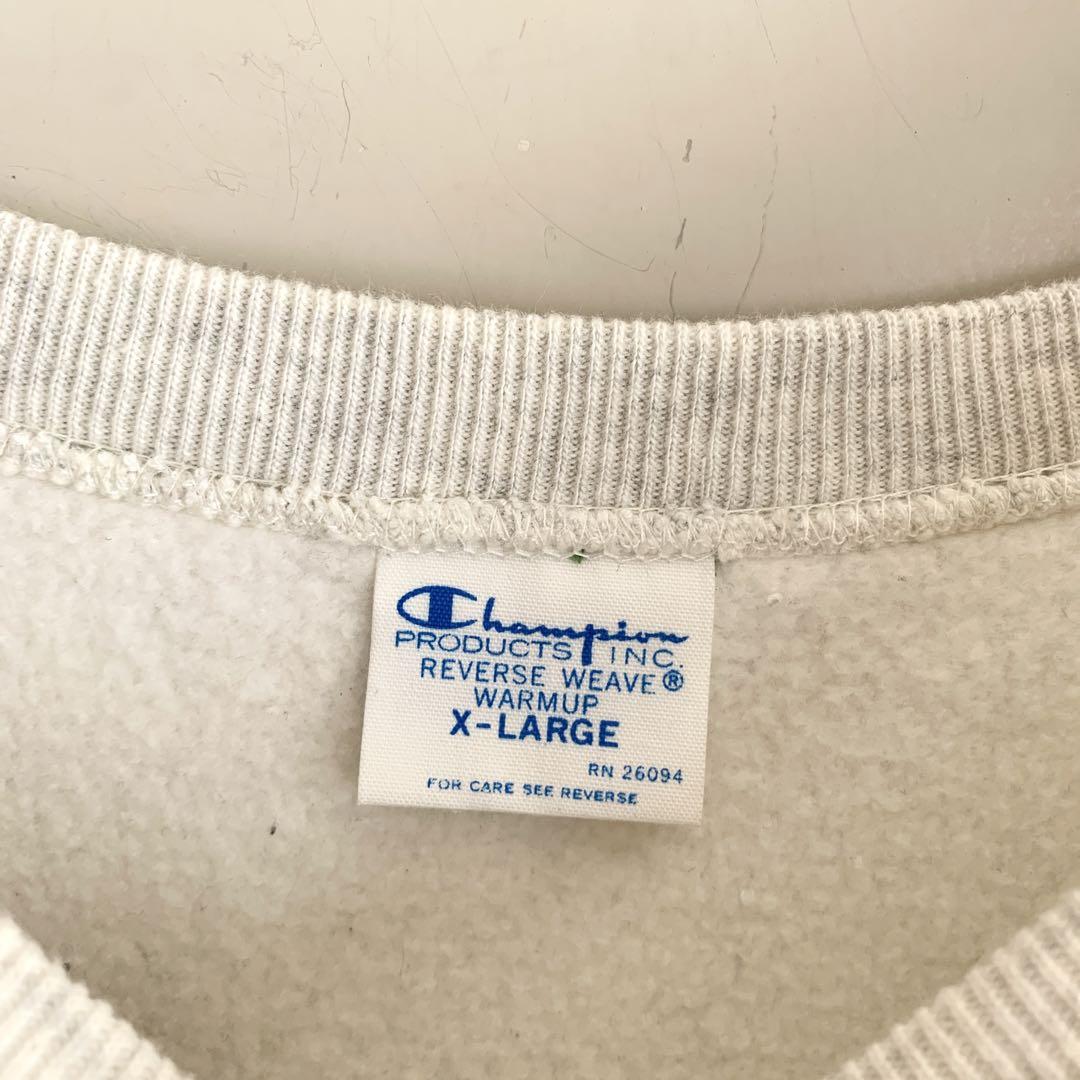 Champion
PRODUCTS INC.
REVERSE WEAVE®
WARMUP
X-LARGE
RN 26094
FOR CARE SEE REVERSE